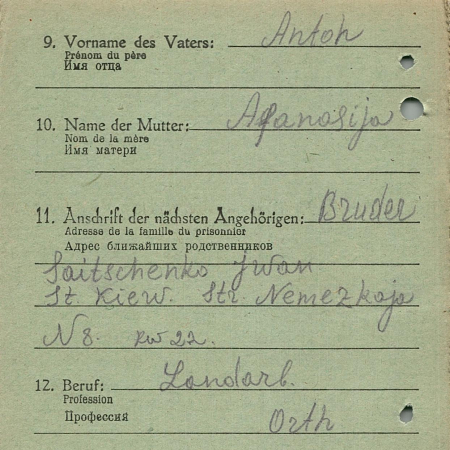 9. Vorname des Vaters: Anton
Prénom du père
Имя отца
10. Name der Mutter: Afanasija
Nom de la mère
Имя матери
11. Anschrift der nächsten Angehörigen: Bruder
Adresse de la famille du prisonnier
Адрес ближайших родственников
Saitschenko Jwan
St. Kiew. Str. Nemezkaja
N 8. kw 22.
12. Beruf: Landarb.
Profession
Профессия Orth